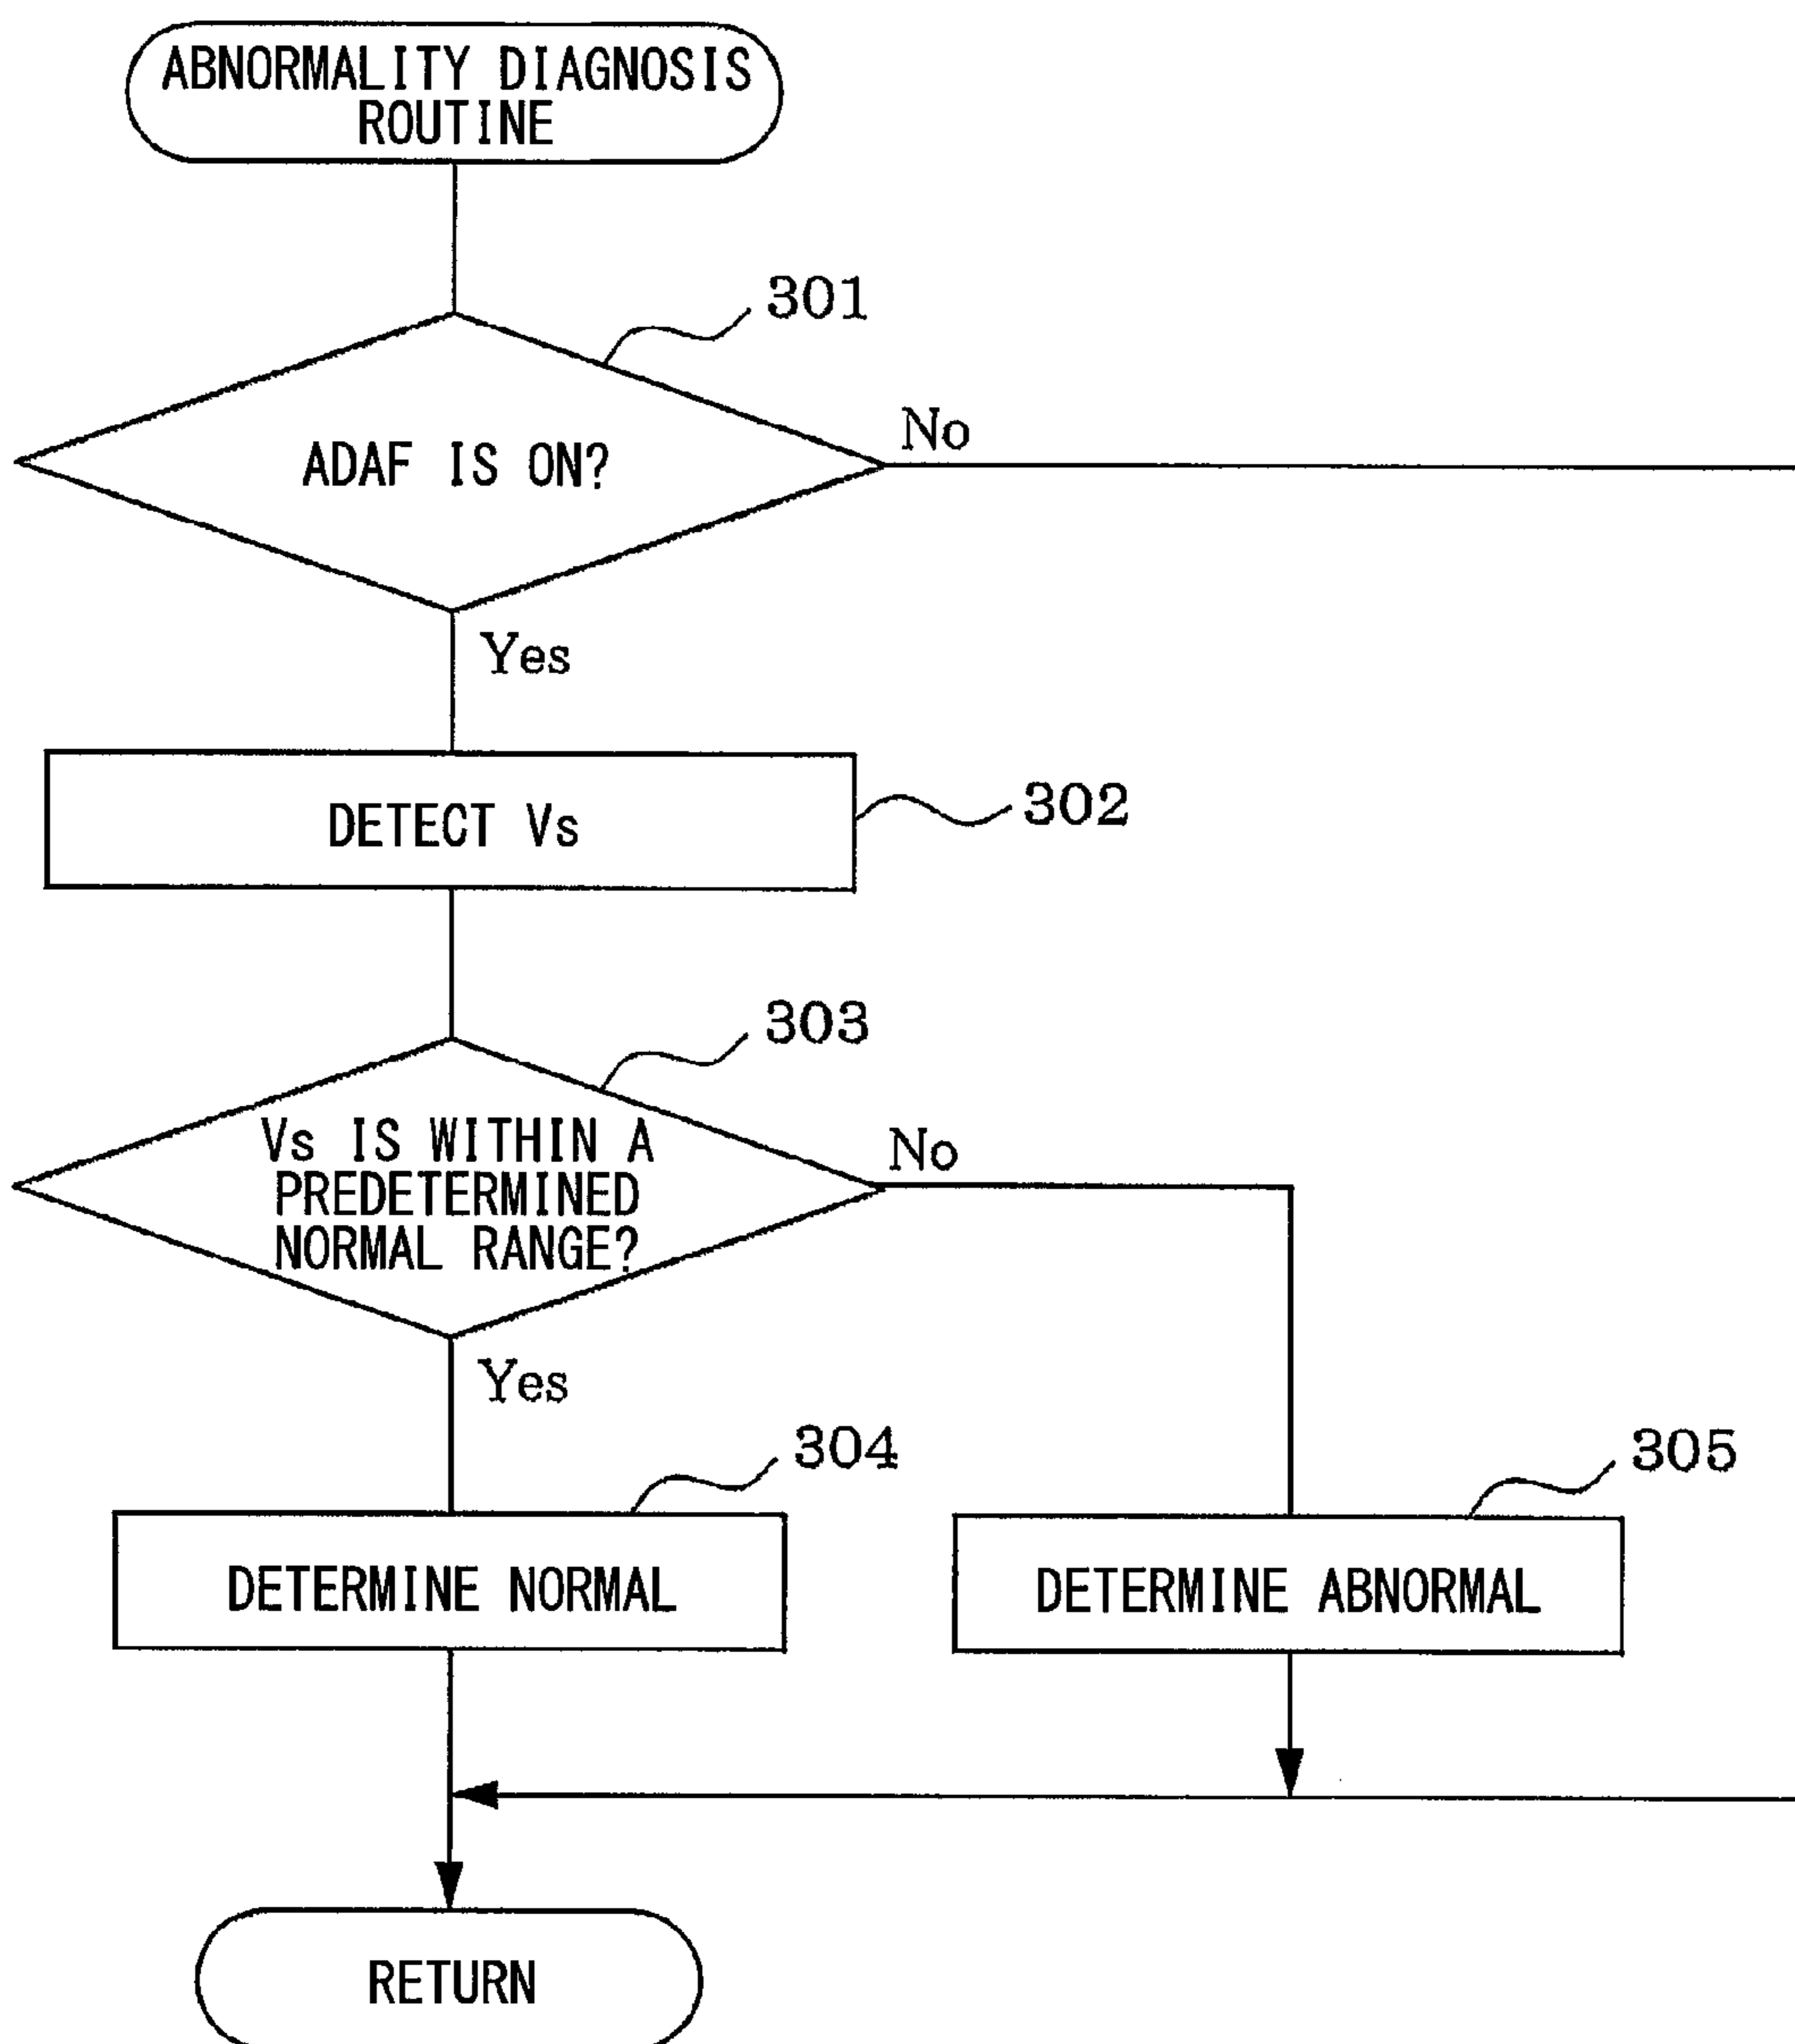 ABNORMALITY DIAGNOSIS
ROUTINE
301
ADAF IS ON?
No
Yes
DETECT Vs
302
303
Vs IS WITHIN A
PREDETERMINED
NORMAL RANGE?
No
Yes
304
305
DETERMINE NORMAL
DETERMINE ABNORMAL
RETURN